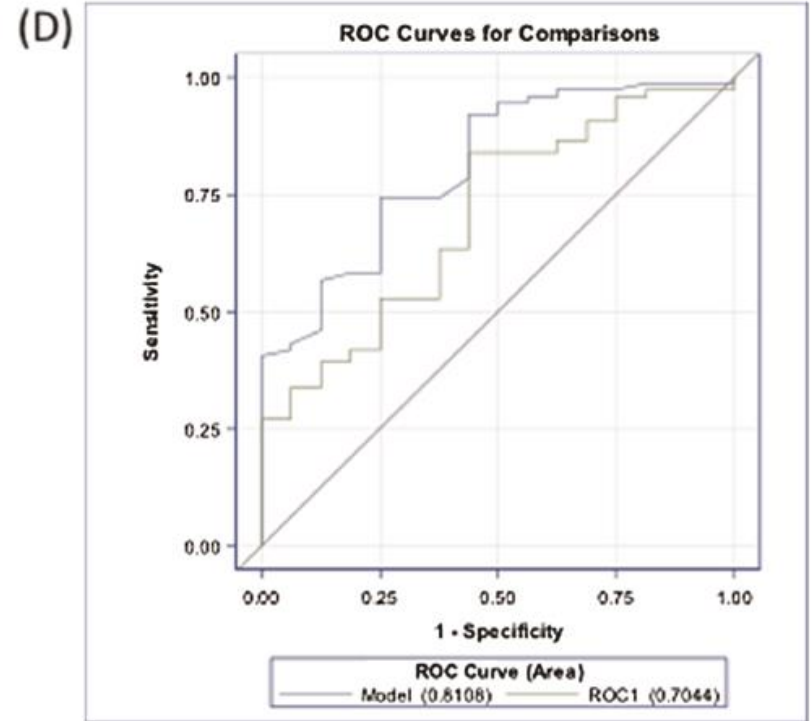 (D)
ROC Curves for Comparisons
1.00
0.75
0.50
0.25
0.00
Sensitivity
0.00 0.25 0.50 0.75 1.00
1 - Specificity
ROC Curve (Area)
Model (0.8108) ROC1 (0.7044)